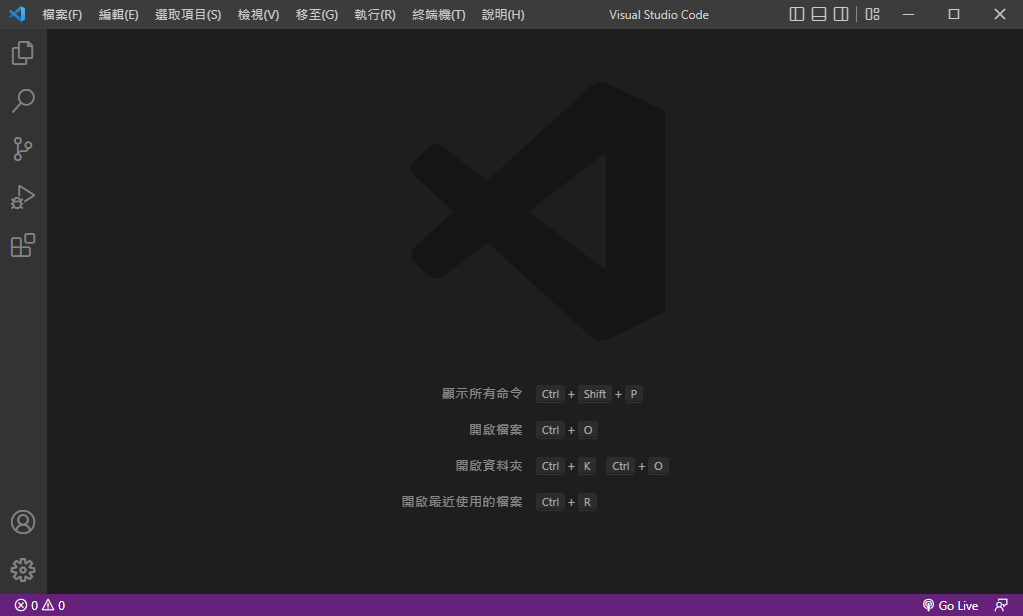 檔案(F) 編輯(E) 選取項目(S) 檢視(V) 移至(G) 執行(R) 終端機(T) 說明(H) Visual Studio Code
顯示所有命令 Ctrl + Shift + P
開啟檔案 Ctrl + O
開啟資料夾 Ctrl + K Ctrl + O
開啟最近使用的檔案 Ctrl + R
0 0 Go Live